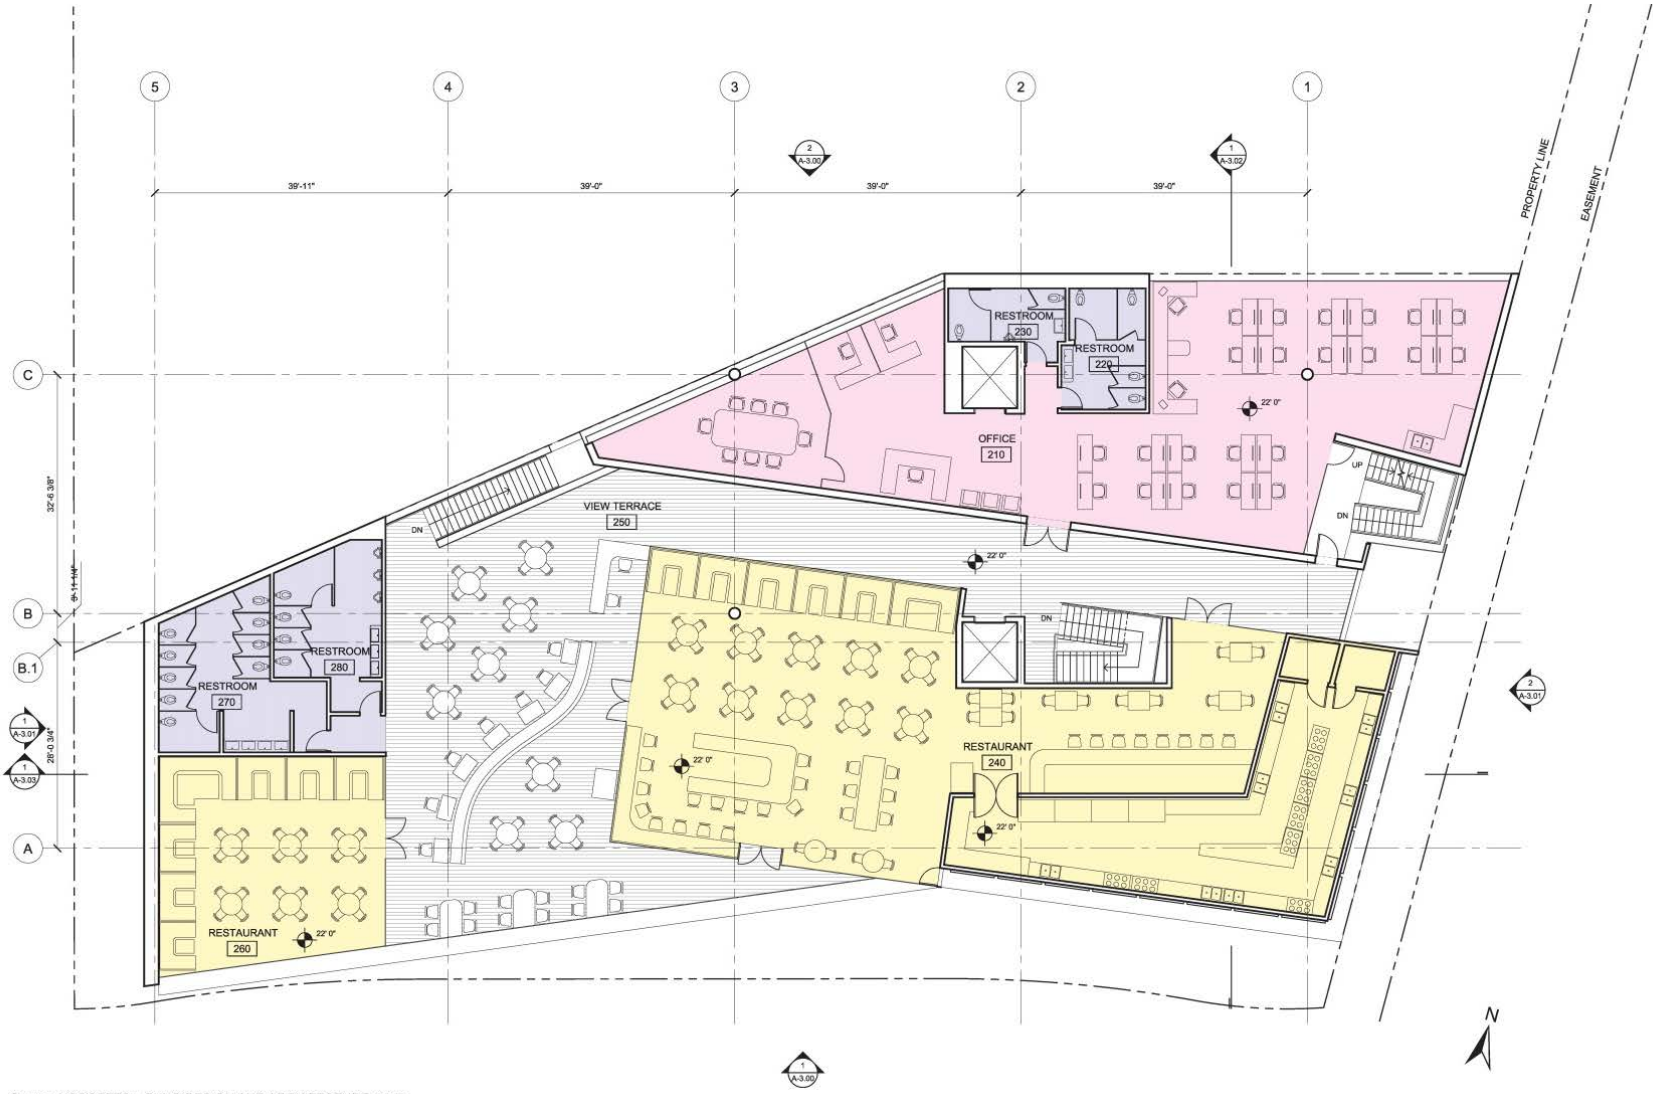 5
4
3
2
1
2
A-3.00
1
A-3.02
39'-11"
39'-0"
39'-0"
39'-0"
PROPERTY LINE
EASEMENT
RESTROOM
230
RESTROOM
220
C
22' 0"
OFFICE
210
UP
DN
32'-6 3/8"
VIEW TERRACE
250
DN
22' 0"
B
DN
B.1
RESTROOM
280
RESTROOM
270
2
A-3.01
1
A-3.01
28'-0 3/4"
1
A-3.03
RESTAURANT
240
22' 0"
22' 0"
A
RESTAURANT
260
22' 0"
N
1
A-3.00